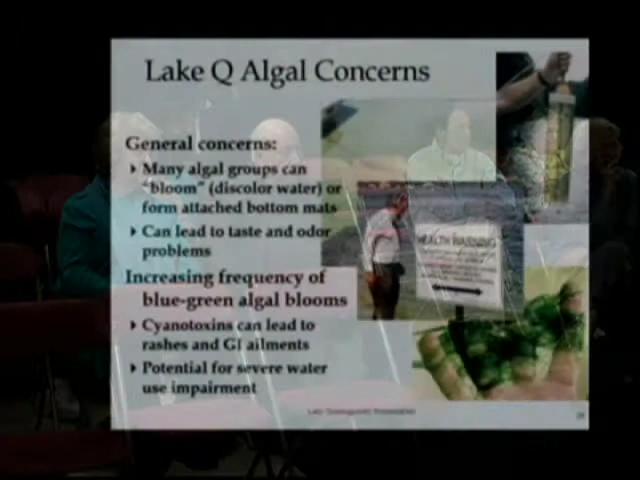 Lake Q Algal Concerns
General concerns:
Many algal groups can
"bloom" (discolor water) or
form attached bottom mats
Can lead to taste and odor
problems
Increasing frequency of
blue-green algal blooms
Cyanotoxins can lead to
rashes and GI ailments
Potential for severe water
use impairment
HEALTH WARNING